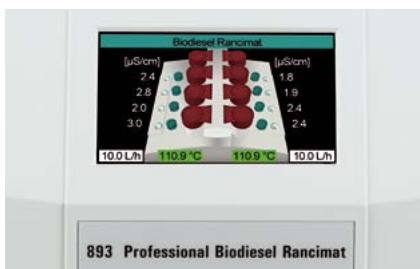 Biodiesel Rancimat
[µS/cm] [µS/cm]
2.4 1.8
2.8 1.9
2.0 2.4
3.0 2.4
10.0 L/h 110.9 °C 110.9 °C 10.0 L/h
893 Professional Biodiesel Rancimat